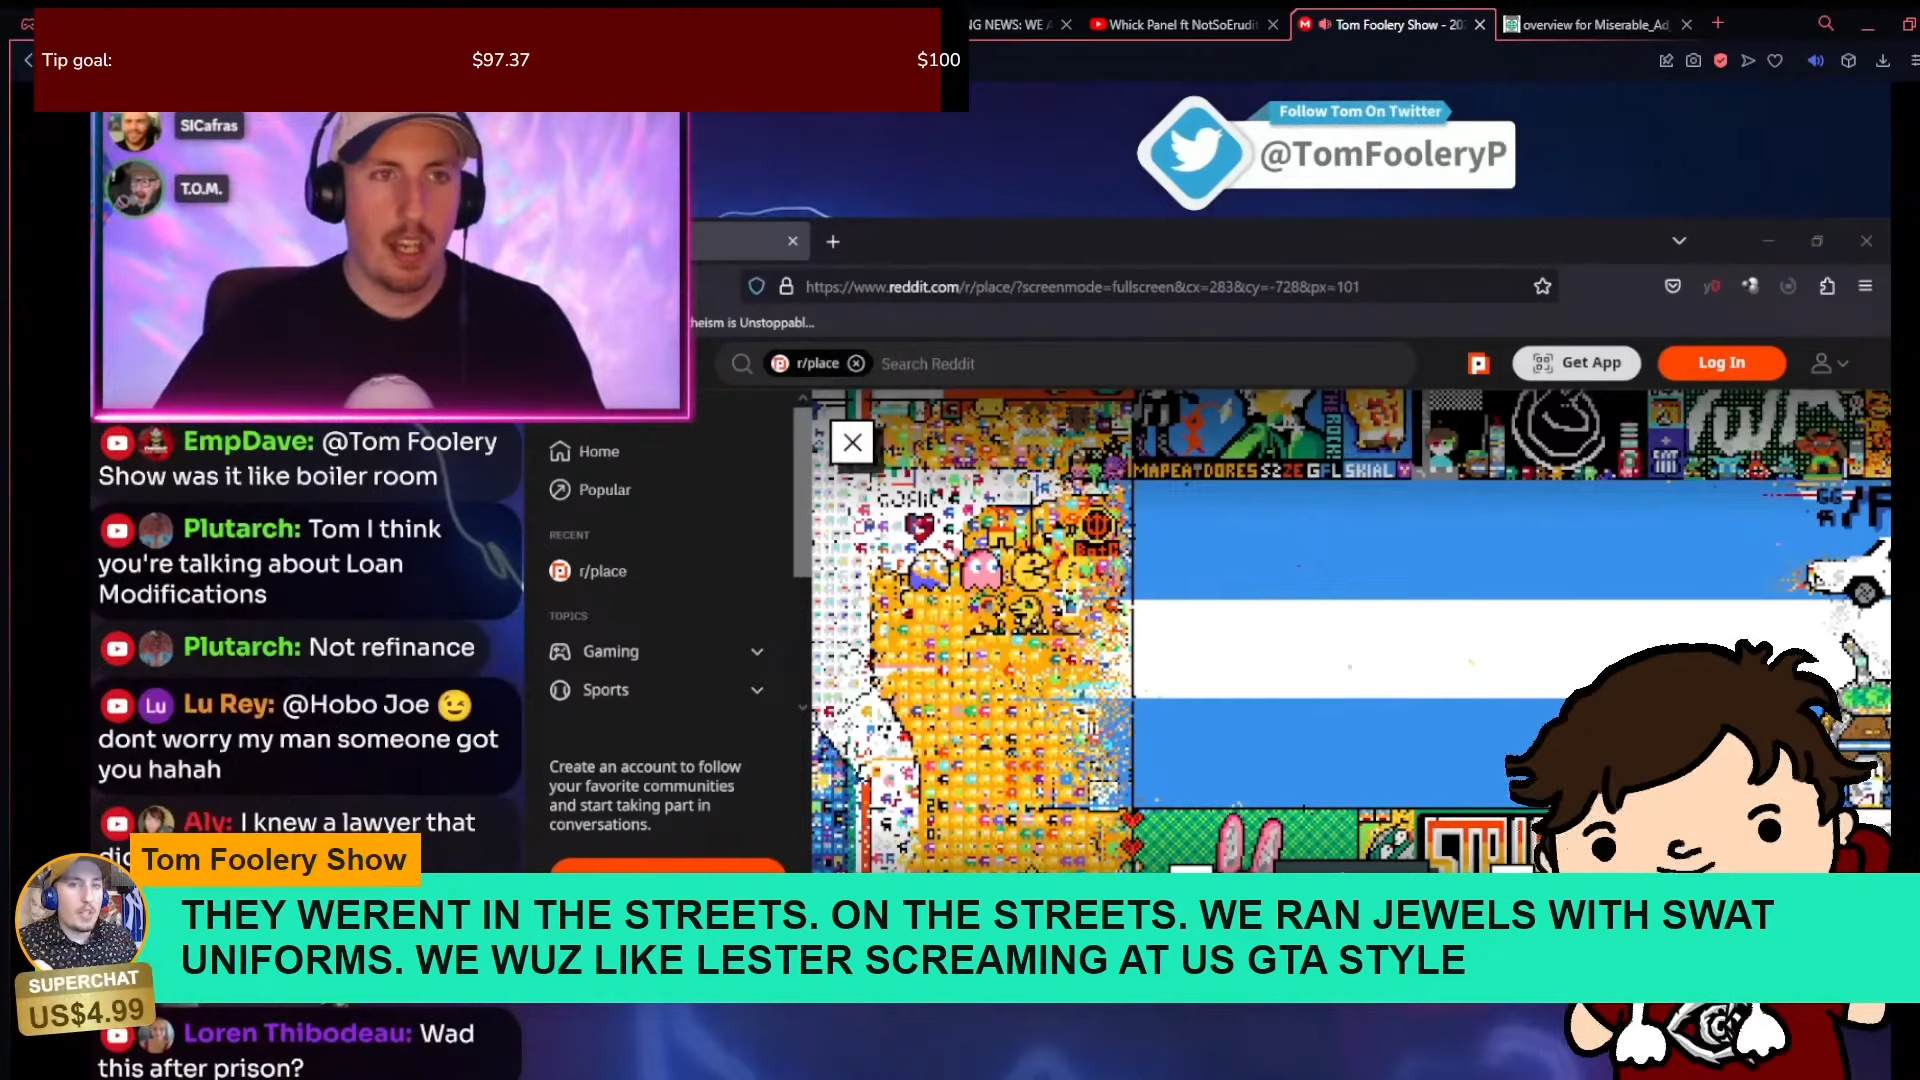 Tip goal: $97.37 $100
NG NEWS: WE A
Whick Panel ft NotSoErudit
Tom Foolery Show - 20
overview for Miserable_Ad
SICafras
T.O.M.
Follow Tom On Twitter
@TomFooleryP
https://www.reddit.com/r/place/?screenmode=fullscreen&cx=283&cy=-728&px=101
heism is Unstoppabl...
r/place Search Reddit
Get App
Log In
EmpDave: @Tom Foolery
Show was it like boiler room
Plutarch: Tom I think
you're talking about Loan
Modifications
Plutarch: Not refinance
Lu
Lu Rey: @Hobo Joe 😉
dont worry my man someone got
you hahah
Aly: I knew a lawyer that
Home
Popular
RECENT
r/place
TOPICS
Gaming
Sports
Create an account to follow
your favorite communities
and start taking part in
conversations.
MAPEATDORES
GFL SKIAL
Tom Foolery Show
THEY WERENT IN THE STREETS. ON THE STREETS. WE RAN JEWELS WITH SWAT
UNIFORMS. WE WUZ LIKE LESTER SCREAMING AT US GTA STYLE
SUPERCHAT
US$4.99
Loren Thibodeau: Wad
this after prison?